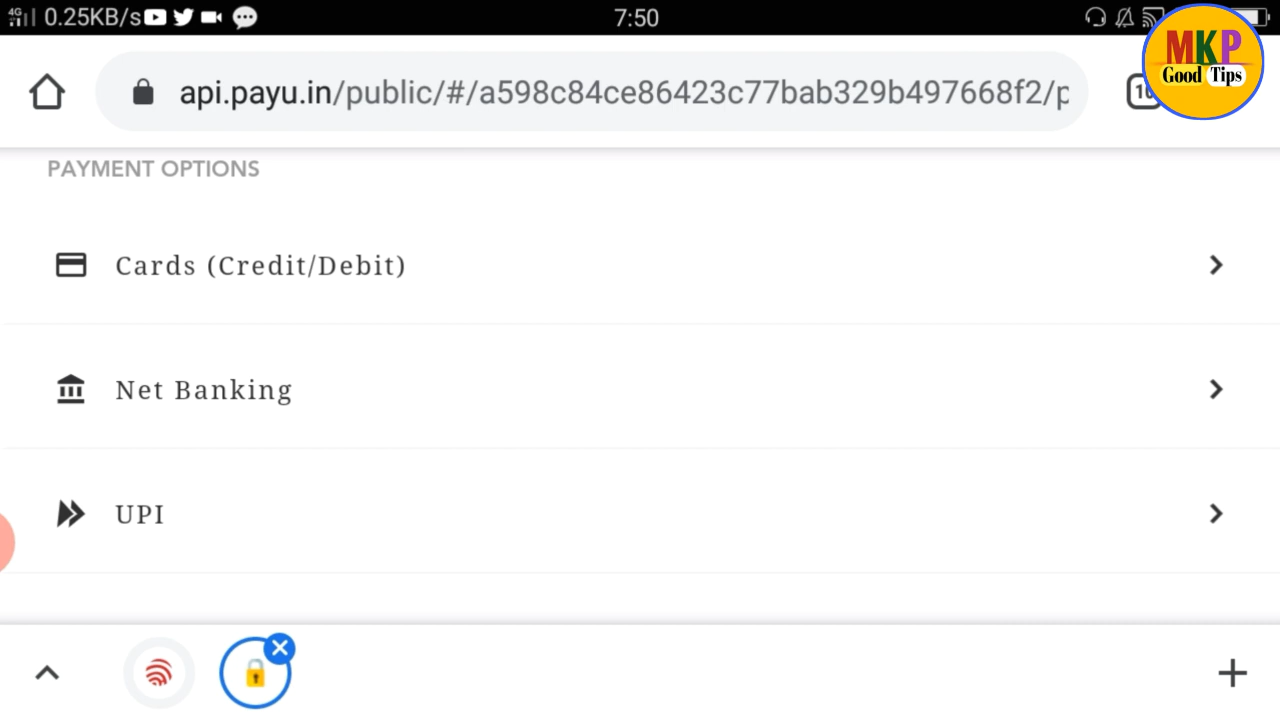 4G 0.25KB/s 7:50
MKP
Good Tips
api.payu.in/public/#/a598c84ce86423c77bab329b497668f2/p
PAYMENT OPTIONS
Cards (Credit/Debit)
Net Banking
UPI